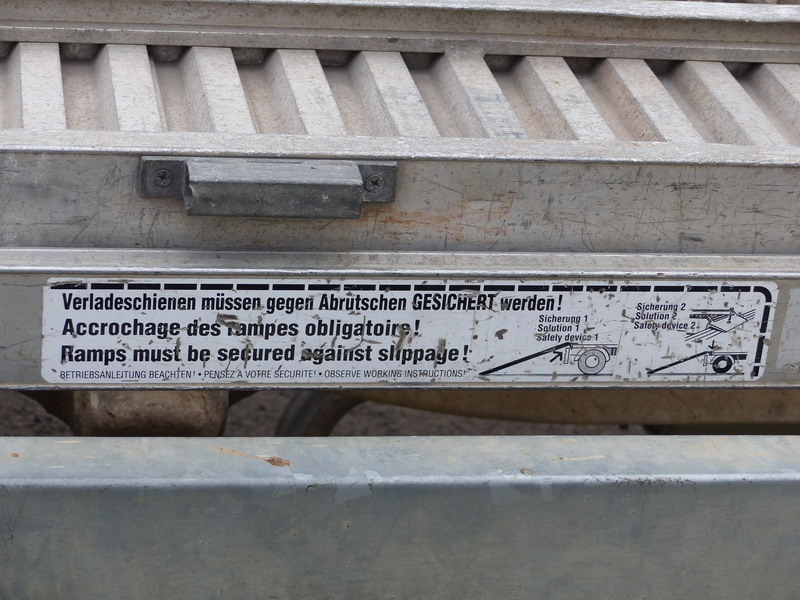 Verladeschienen müssen gegen Abrutschen GESICHERT werden!
Accrochage des rampes obligatoire!
Ramps must be secured against slippage!
BETRIEBSANLEITUNG BEACHTEN! • PENSEZ A VOTRE SECURITE! • OBSERVE WORKING INSTRUCTIONS!
Sicherung 1
Solution 1
Safety device 1
Sicherung 2
Solution 2
Safety device 2